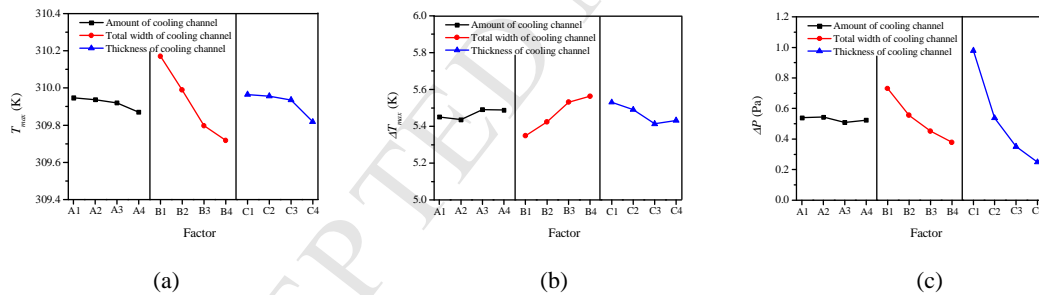 310.4
310.2
310.0
309.8
309.6
309.4
T max (K)
Amount of cooling channel
Total width of cooling channel
Thickness of cooling channel
A1 A2 A3 A4 B1 B2 B3 B4 C1 C2 C3 C4
Factor
(a)
6.0
5.8
5.6
5.4
5.2
5.0
ΔT max (K)
Amount of cooling channel
Total width of cooling channel
Thickness of cooling channel
A1 A2 A3 A4 B1 B2 B3 B4 C1 C2 C3 C4
Factor
(b)
1.2
1.0
0.8
0.6
0.4
0.2
0.0
ΔP (Pa)
Amount of cooling channel
Total width of cooling channel
Thickness of cooling channel
A1 A2 A3 A4 B1 B2 B3 B4 C1 C2 C3 C4
Factor
(c)
EPTED